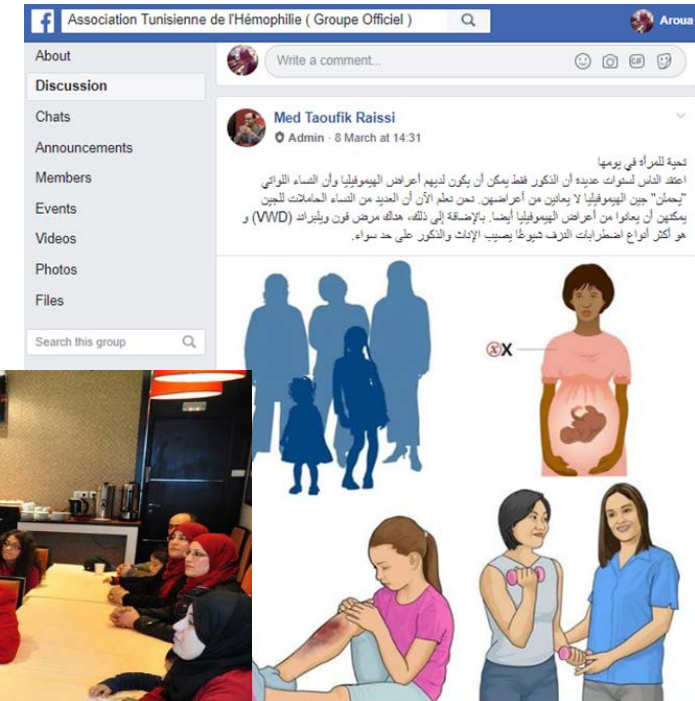 Association Tunisienne de l'Hémophilie ( Groupe Officiel )
Aroua
About
Discussion
Chats
Announcements
Members
Events
Videos
Photos
Files
Search this group
Write a comment...
GIF
Med Taoufik Raissi
Admin · 8 March at 14:31
تحية للمرأة في يومها
اعتقد الناس لسنوات عديدة أن الذكور فقط يمكن أن يكون لديهم أعراض الهيموفيليا وأن النساء اللواتي
"يحملن" جين الهيموفيليا لا يعانين من أعراضهن. نحن نعلم الآن أن العديد من النساء الحاملات للجين
يمكنهن أن يعانوا من أعراض الهيموفيليا أيضا. بالإضافة إلى ذلك، هناك مرض فون ويلبراند (VWD) و
هو أكثر أنواع اضطرابات النزف شيوعًا يصيب الإناث والذكور على حد سواء.
XX